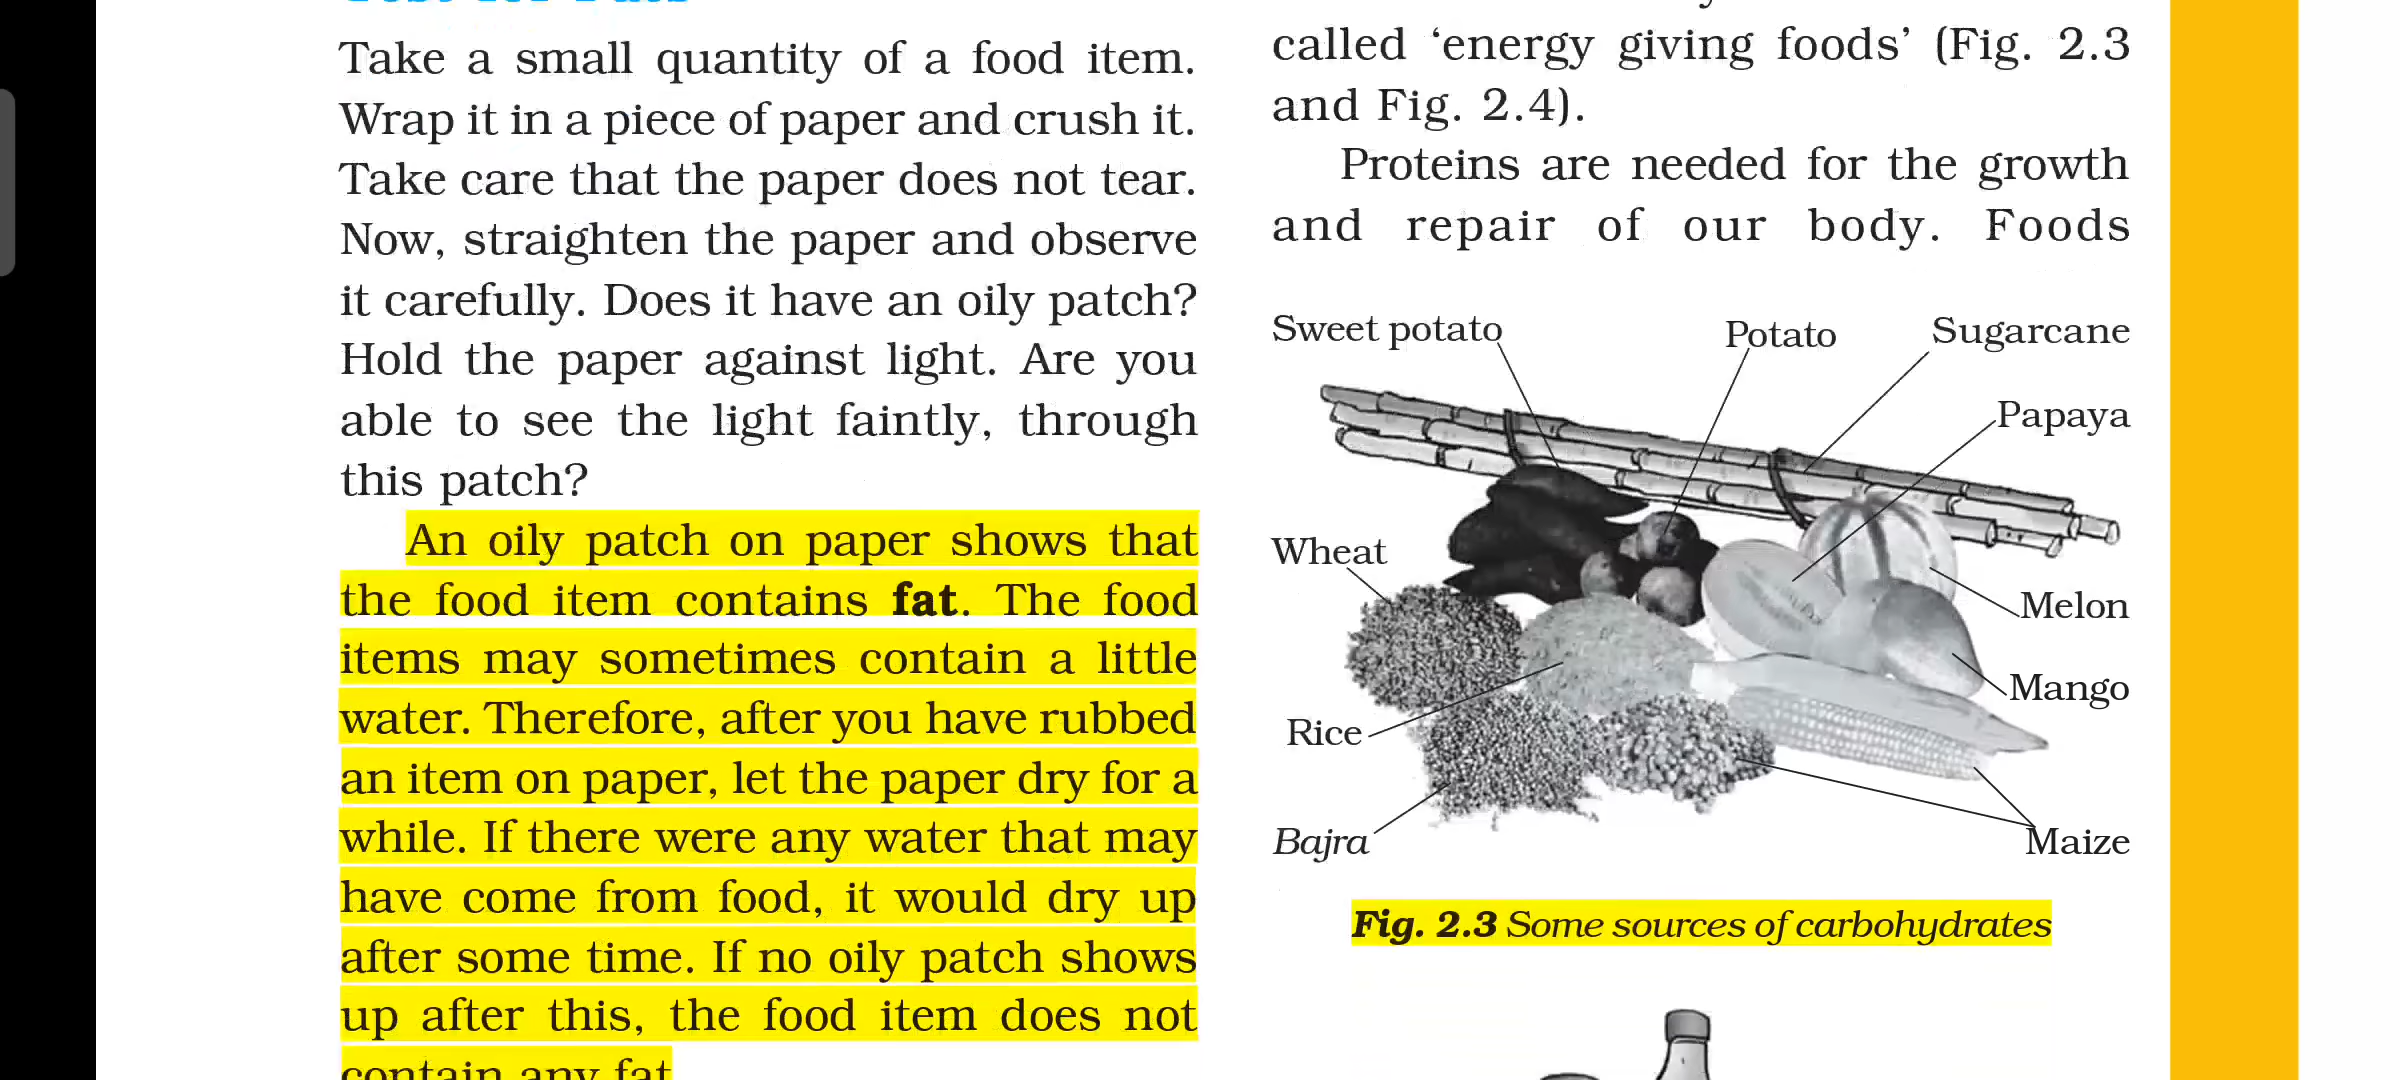 Test for Fats
Take a small quantity of a food item.
Wrap it in a piece of paper and crush it.
Take care that the paper does not tear.
Now, straighten the paper and observe
it carefully. Does it have an oily patch?
Hold the paper against light. Are you
able to see the light faintly, through
this patch?
An oily patch on paper shows that
the food item contains fat. The food
items may sometimes contain a little
water. Therefore, after you have rubbed
an item on paper, let the paper dry for a
while. If there were any water that may
have come from food, it would dry up
after some time. If no oily patch shows
up after this, the food item does not
contain any fat
called ‘energy giving foods’ (Fig. 2.3
and Fig. 2.4).
Proteins are needed for the growth
and repair of our body. Foods
Sweet potato
Potato
Sugarcane
Papaya
Wheat
Melon
Mango
Rice
Bajra
Maize
Fig. 2.3 Some sources of carbohydrates